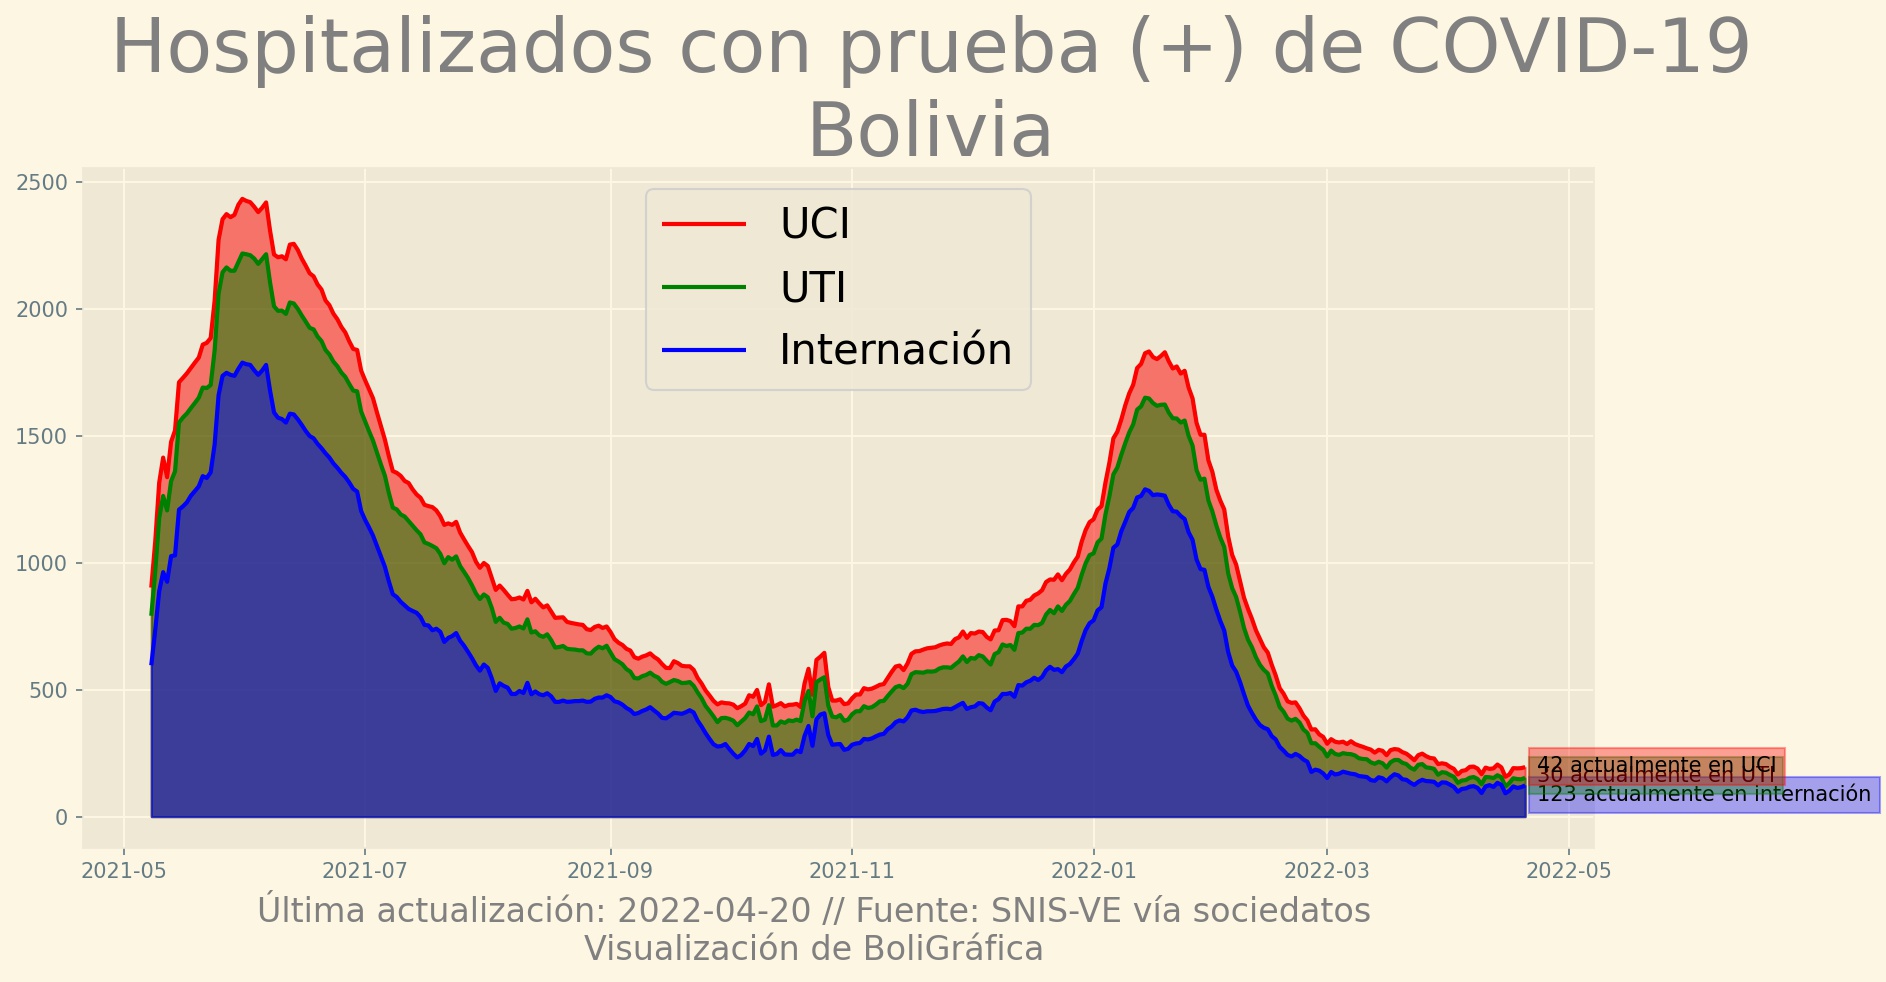 Hospitalizados con prueba (+) de COVID-19
Bolivia
2500
2000
1500
1000
500
0
UCI
UTI
Internación
42 actualmente en UCI
30 actualmente en UTI
123 actualmente en internación
2021-05 2021-07 2021-09 2021-11 2022-01 2022-03 2022-05
Última actualización: 2022-04-20 // Fuente: SNIS-VE vía sociedatos
Visualización de BoliGráfica